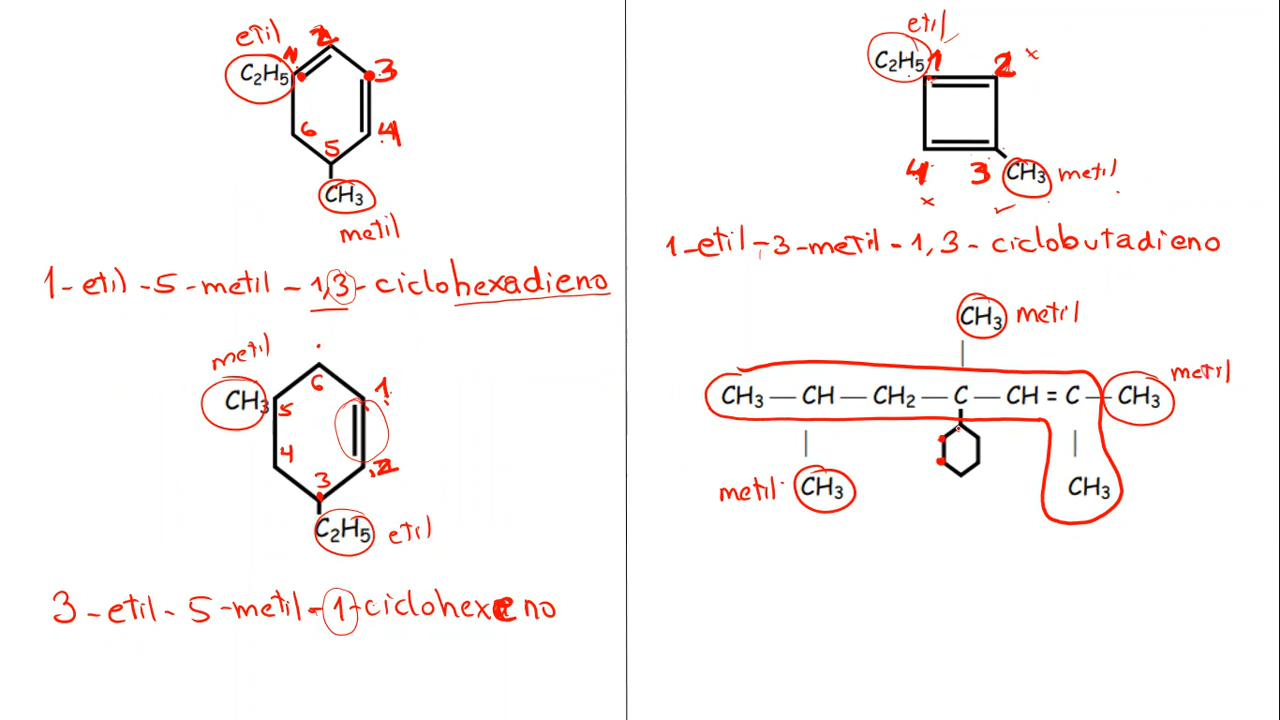 etil
2
1
3
C2H5
6
4
5
CH3
metil
1-etil-5-metil-1,3-ciclohexadieno
metil
6
1
CH3
5
4
2
3
C2H5
etil
3-etil-5-metil-1-ciclohexeno
etil
C2H5
1
2 x
4
3
CH3
metil
x
1-etil-3-metil-1,3-ciclobutadieno
CH3
metil
metil
CH3 — CH — CH2 — C — CH = C — CH3
metil
CH3
CH3